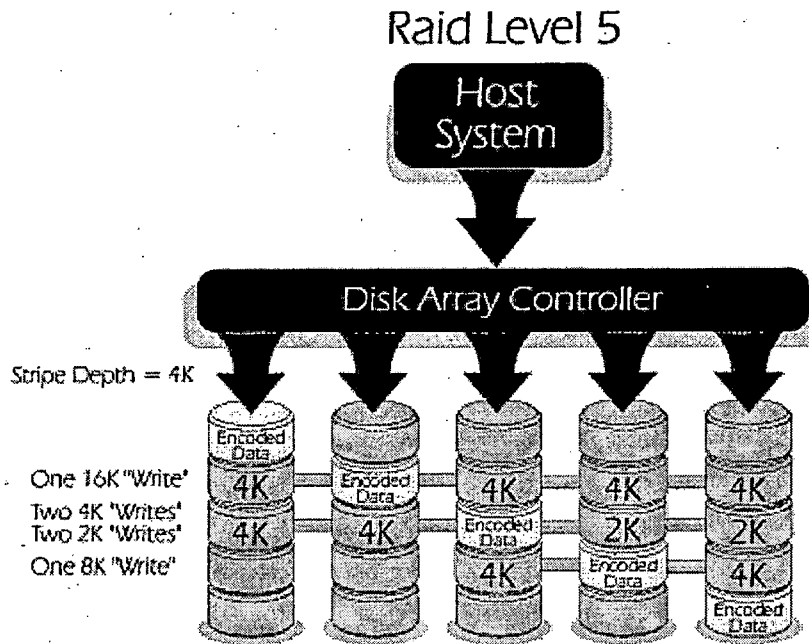 Raid Level 5
Host
System
Disk Array Controller
Stripe Depth = 4K
Encoded
Data
One 16K "Write"
4K
Encoded
Data
4K
4K
4K
Two 4K "Writes"
Two 2K "Writes"
4K
4K
Encoded
Data
2K
2K
One 8K "Write"
4K
Encoded
Data
4K
Encoded
Data